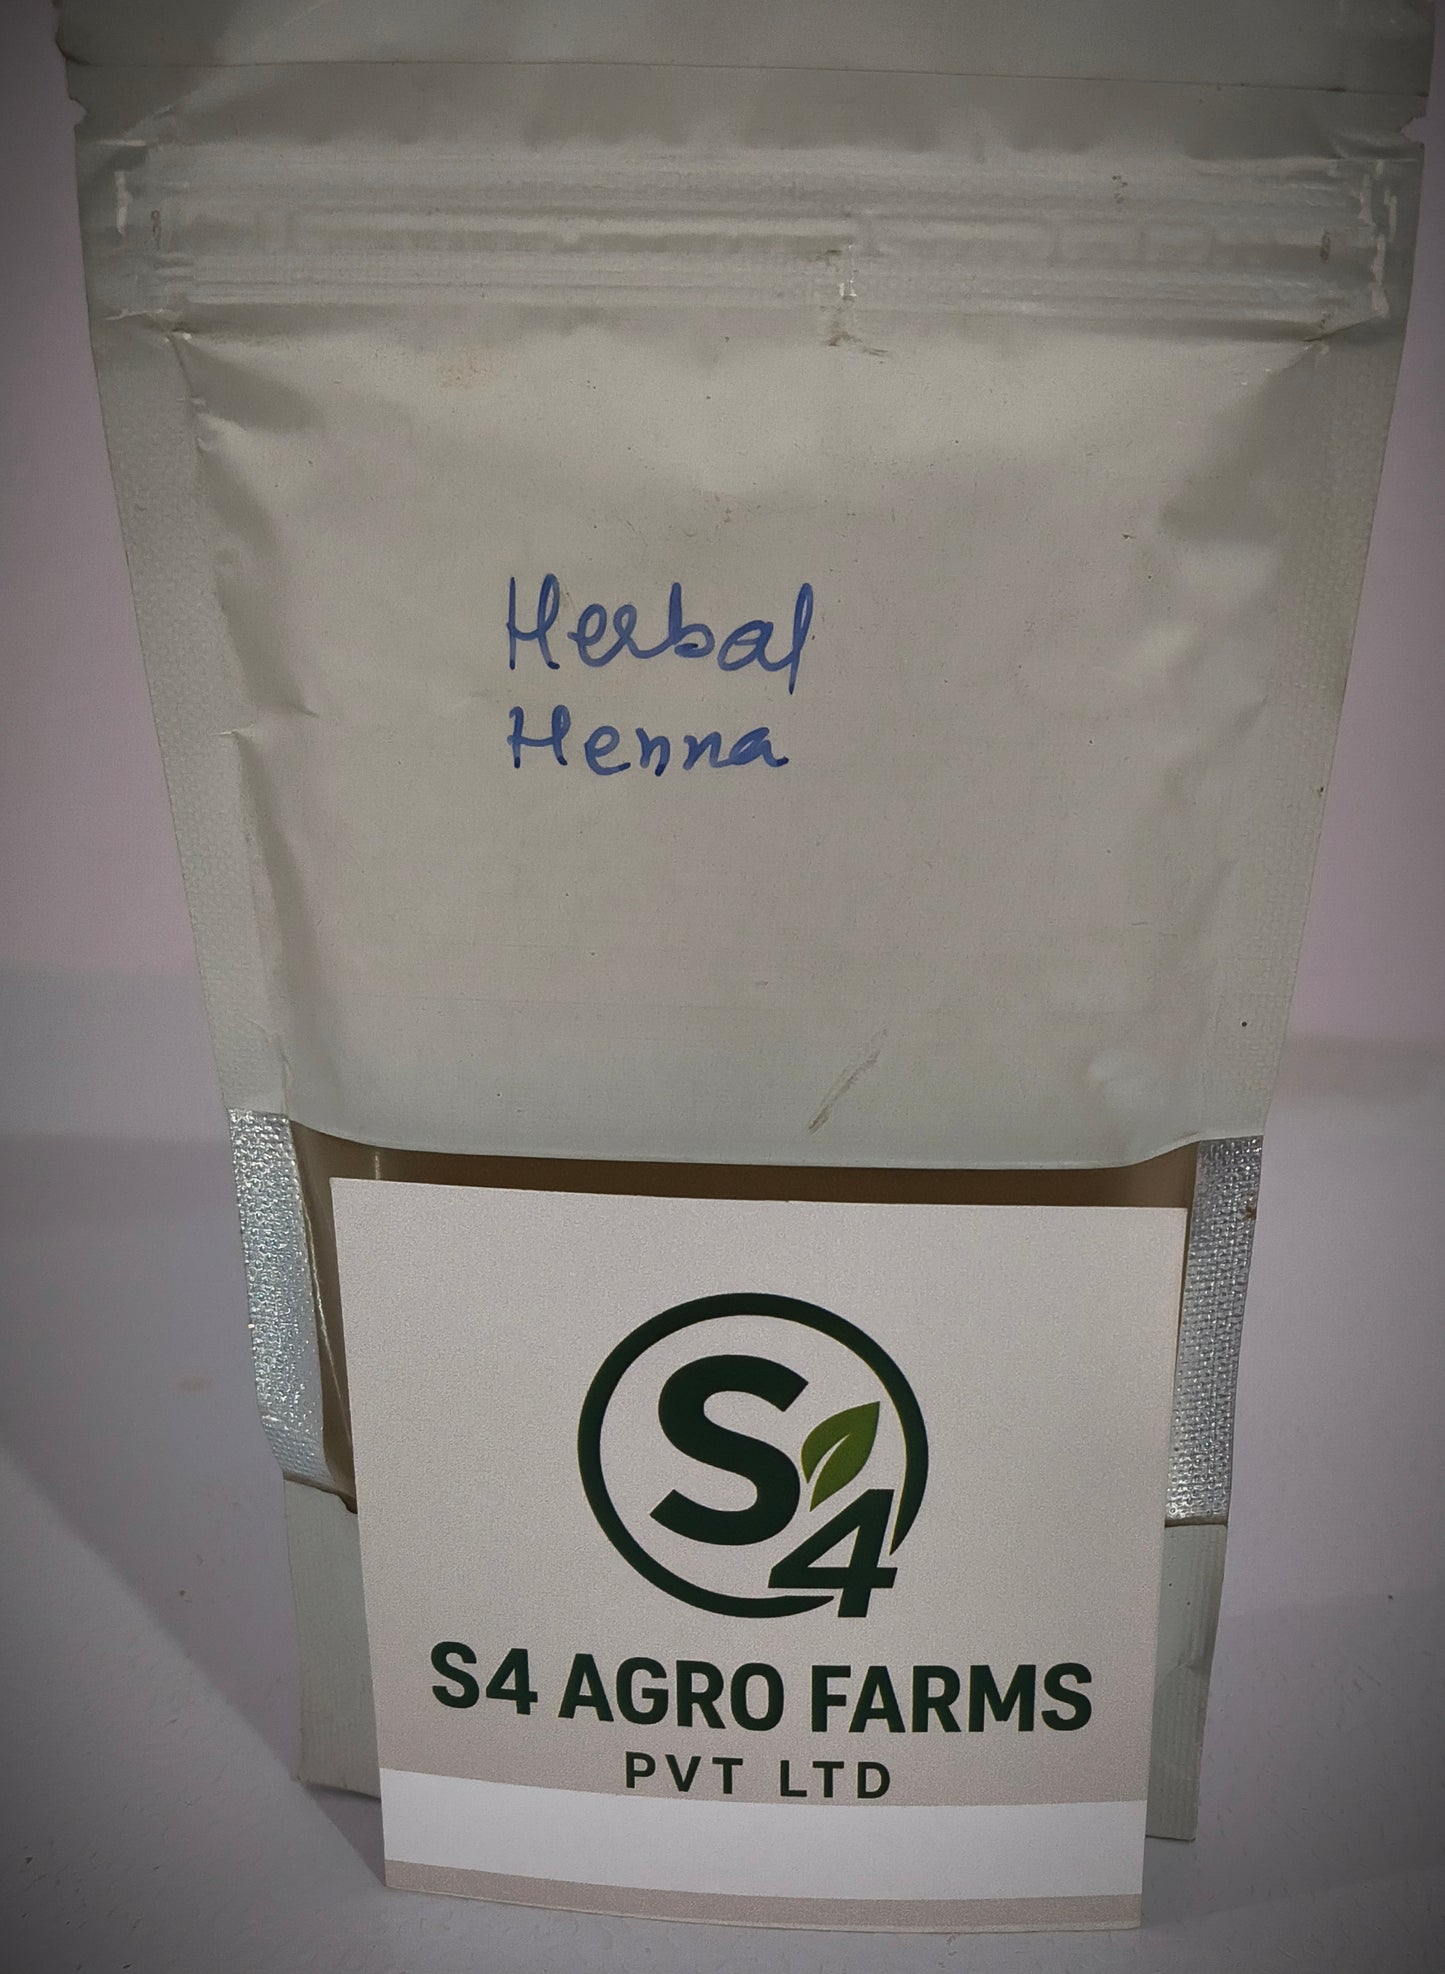 Herbal
Henna
S4
S4 AGRO FARMS
PVT LTD